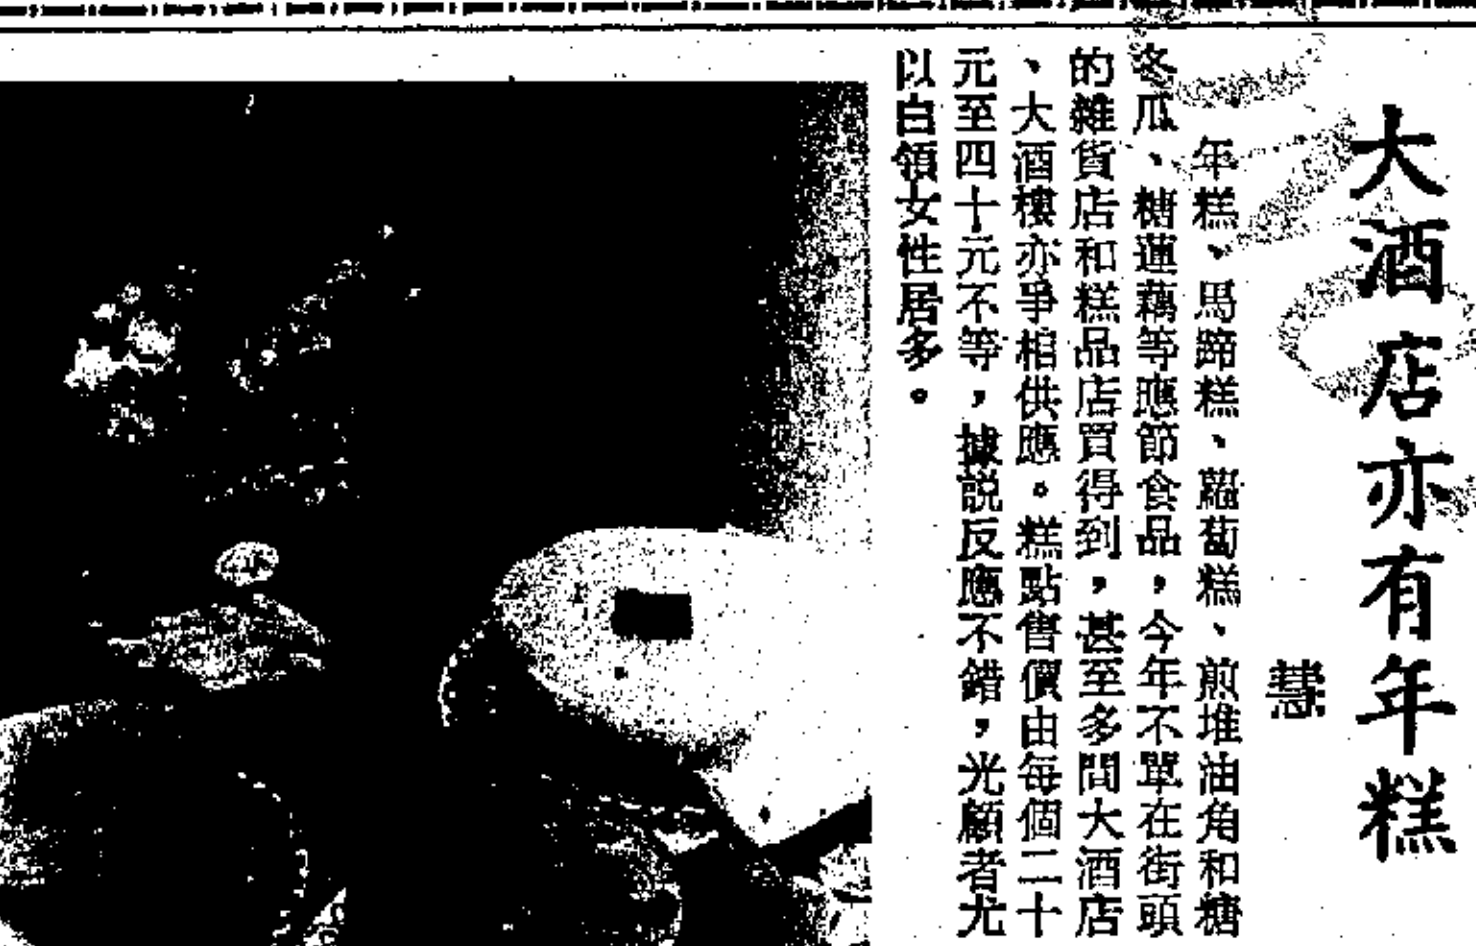 大酒店亦有年糕
慧
年糕、馬蹄糕、蘿蔔糕、煎堆油角和糖
冬瓜、糖蓮藕等應節食品，今年不單在街頭
的雜貨店和糕品店買得到，甚至多間大酒店
、大酒樓亦爭相供應。糕點售價由每個二十
元至四十元不等，據説反應不錯，光顧者尤
以白領女性居多。